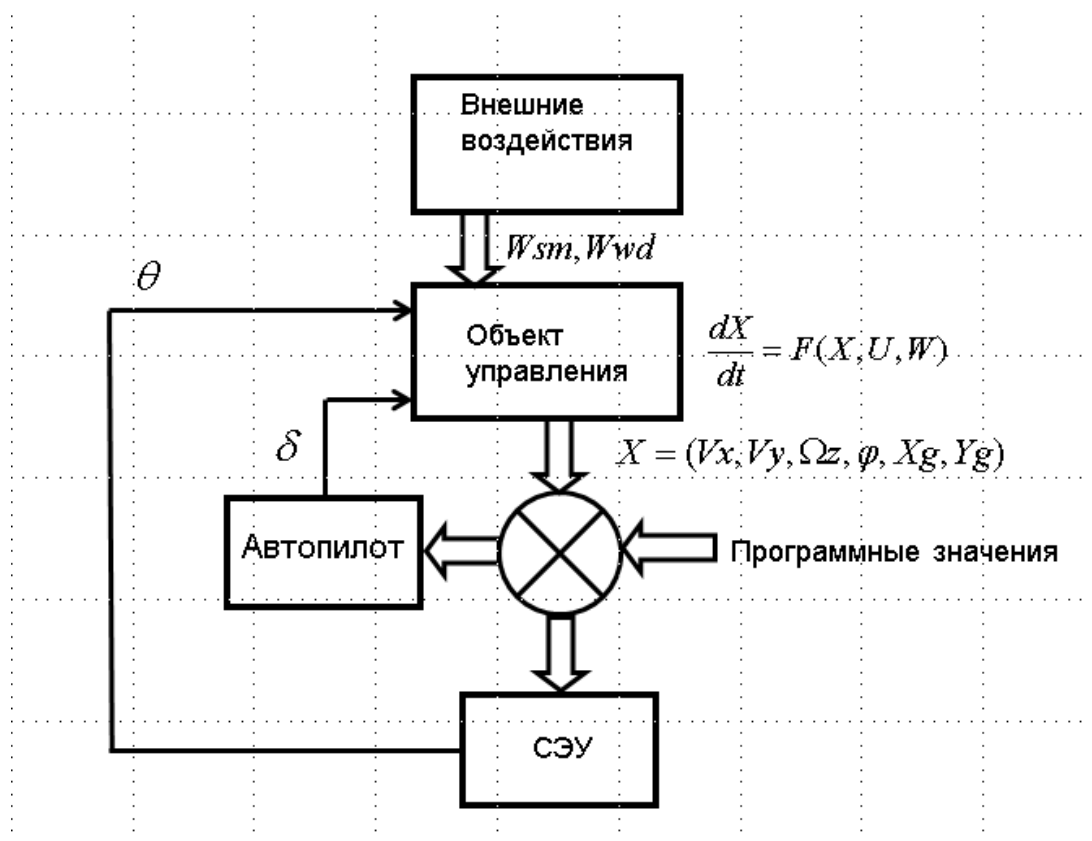 Внешние
воздействия
Wsm, Wwd
θ
Объект
управления
dX/dt = F(X,U,W)
δ
X = (Vx, Vy, Ωz, φ, Xg, Yg)
Автопилот
Программные значения
СЭУ